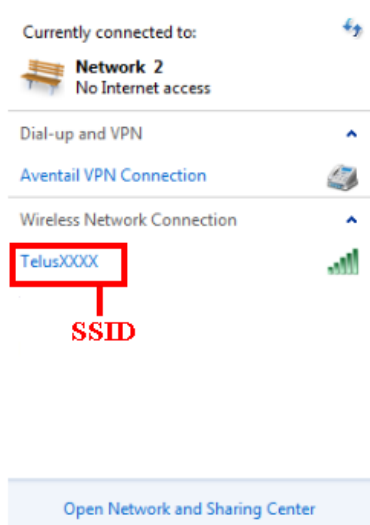 Currently connected to:
Network 2
No Internet access
Dial-up and VPN
Aventail VPN Connection
Wireless Network Connection
TelusXXXX
SSID
Open Network and Sharing Center